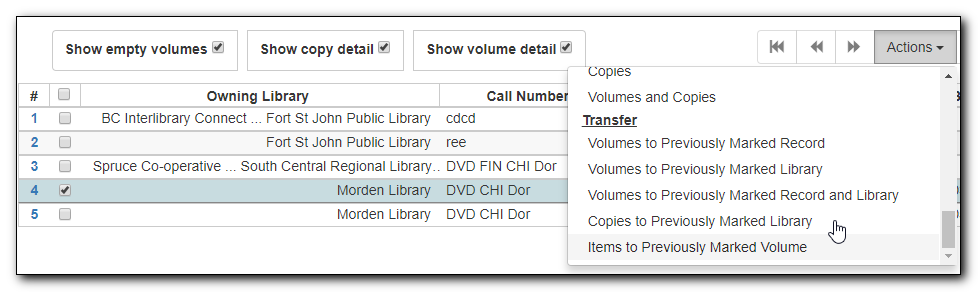 Show empty volumes Show copy detail Show volume detail Actions
Copies
Volumes and Copies
Transfer
Volumes to Previously Marked Record
Volumes to Previously Marked Library
Volumes to Previously Marked Record and Library
Copies to Previously Marked Library
Items to Previously Marked Volume
# Owning Library Call Number
1 BC Interlibrary Connect ... Fort St John Public Library cdcd
2 Fort St John Public Library ree
3 Spruce Co-operative ... South Central Regional Library... DVD FIN CHI Dor
4 Morden Library DVD CHI Dor
5 Morden Library DVD CHI Dor